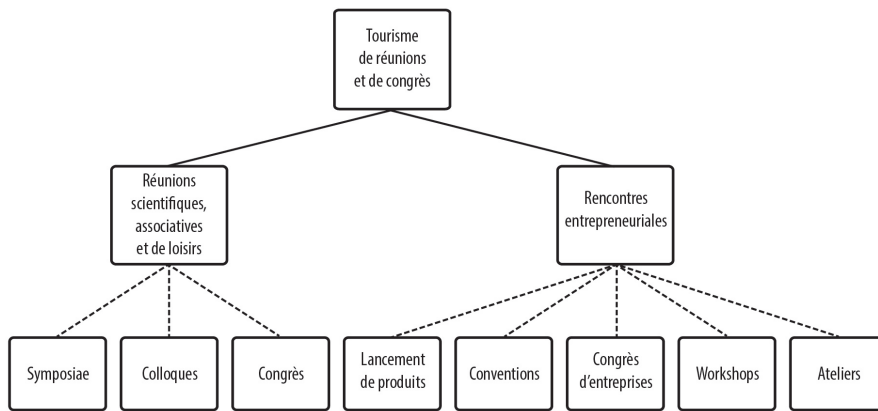 Tourisme
de réunions
et de congrès
Réunions
scientifiques,
associatives
et de loisirs
Rencontres
entrepreneuriales
Symposiae
Colloques
Congrès
Lancement
de produits
Conventions
Congrès
d'entreprises
Workshops
Ateliers